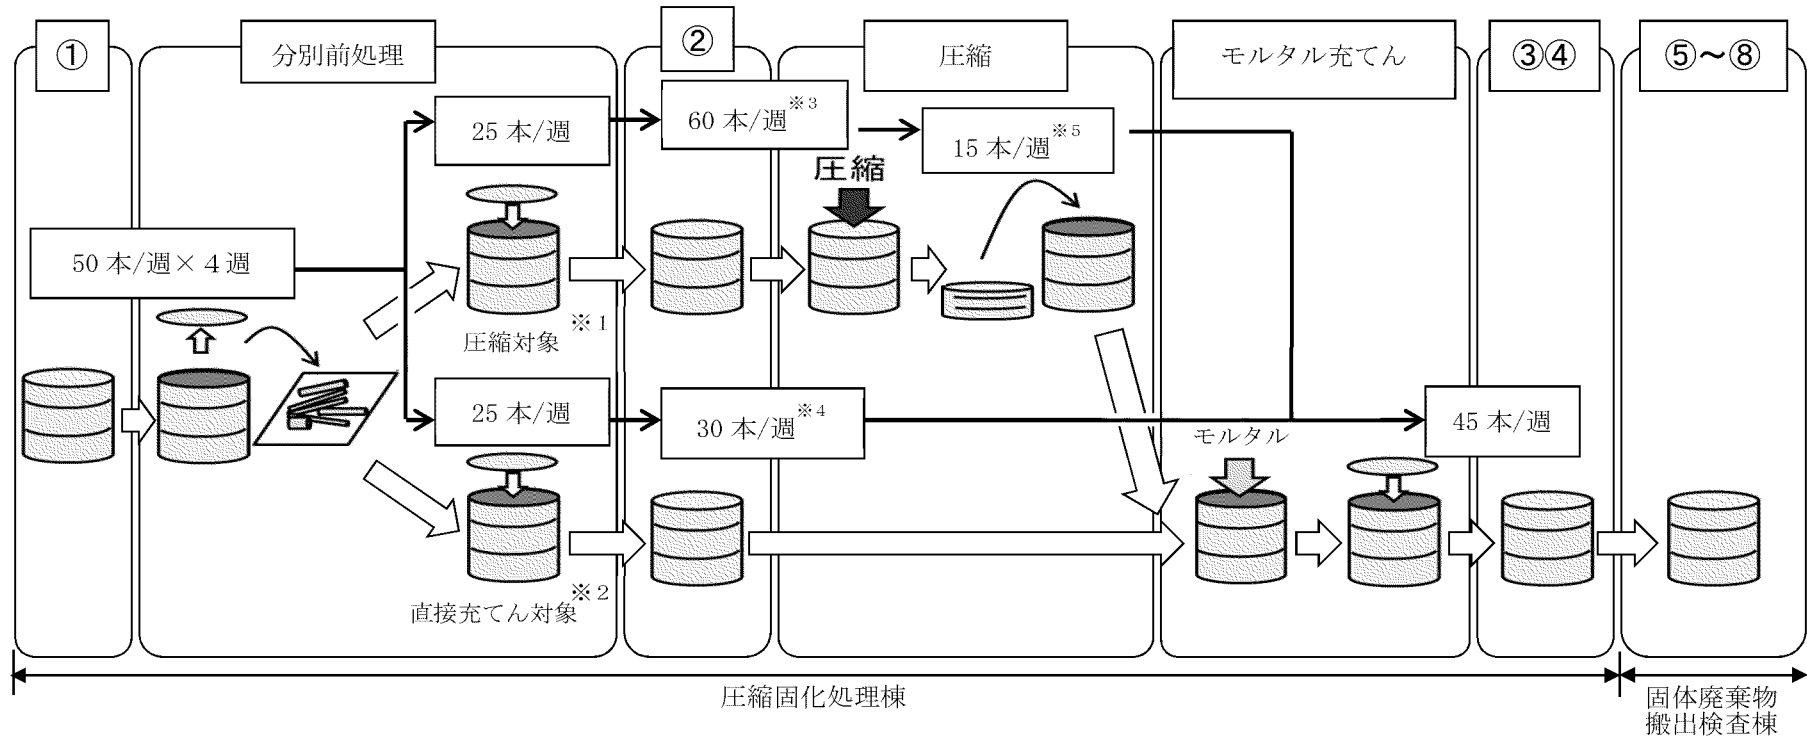 ①
分別前処理
②
圧縮
モルタル充てん
③④
⑤～⑧
25 本/週
60 本/週※3
15 本/週※5
圧縮
50 本/週×４週
圧縮対象※1
25 本/週
30 本/週※4
45 本/週
モルタル
直接充てん対象※2
圧縮固化処理棟
固体廃棄物
搬出検査棟